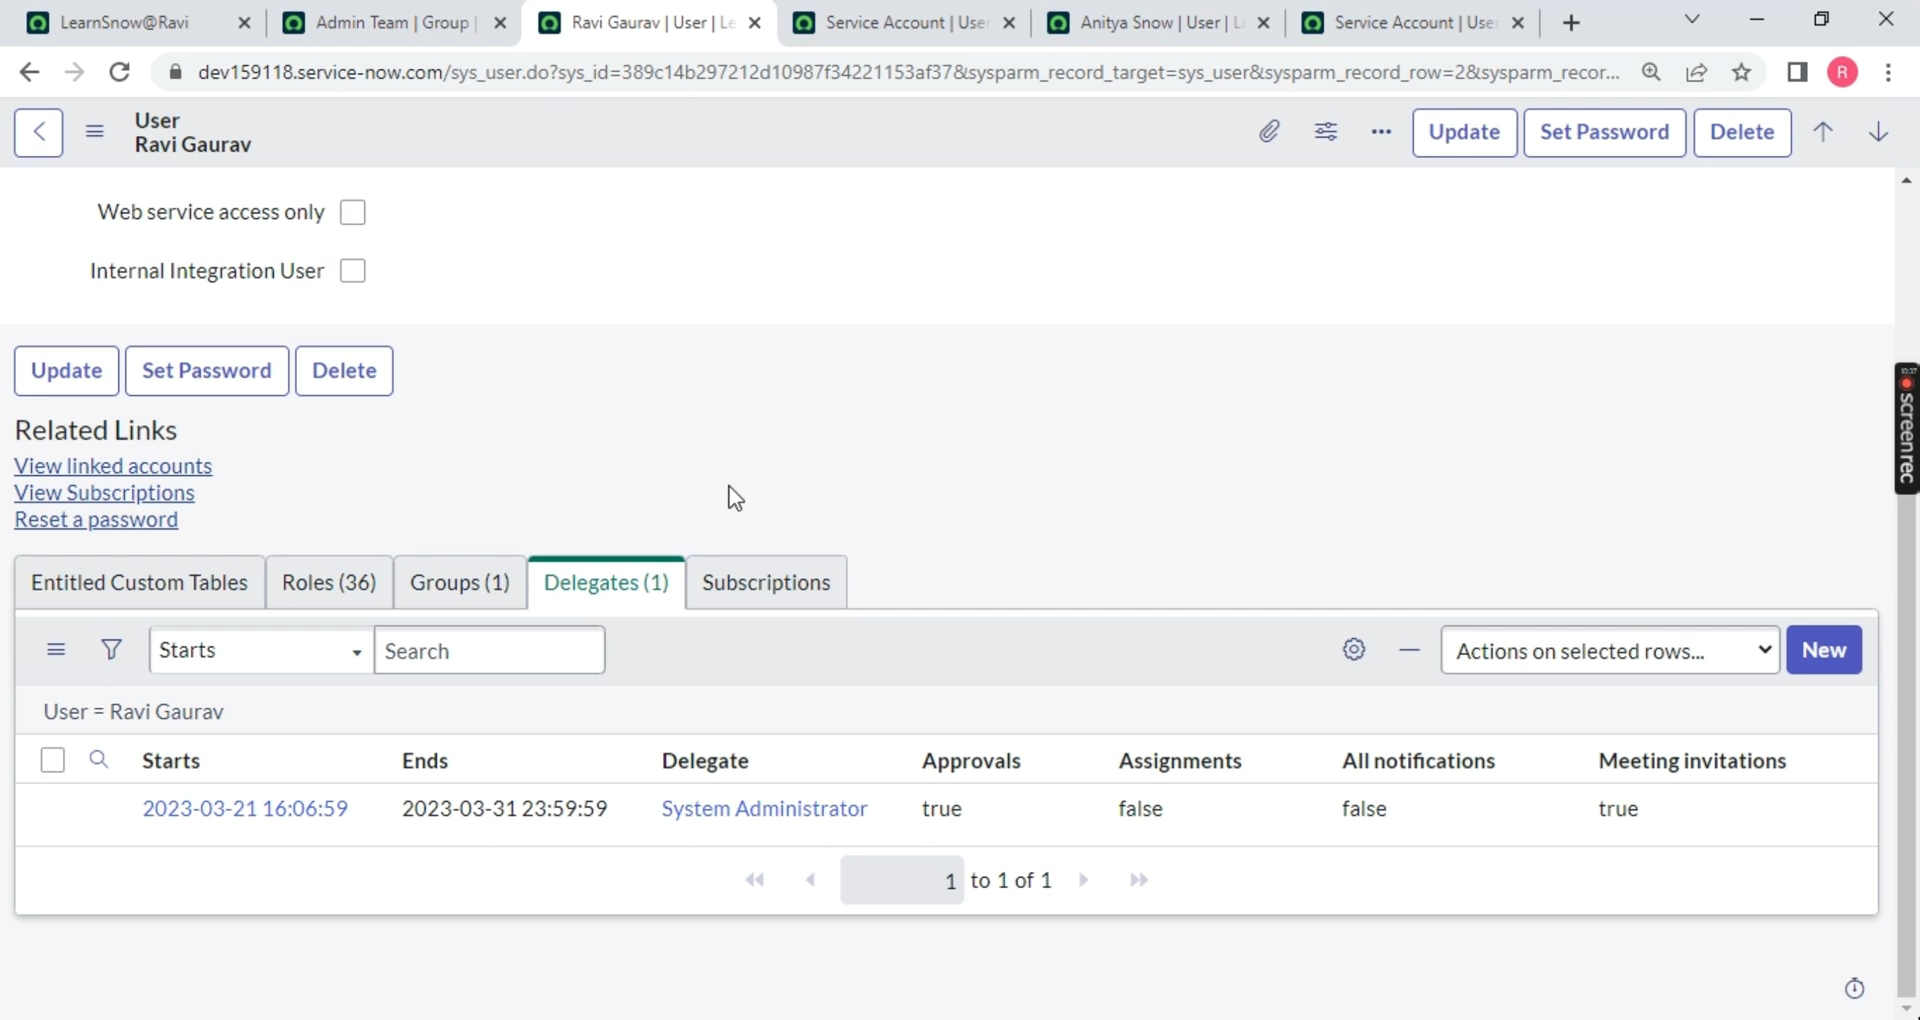 LearnSnow@Ravi
Admin Team | Group |
Ravi Gaurav | User | Le
Service Account | User
Anitya Snow | User | Le
Service Account | User
dev159118.service-now.com/sys_user.do?sys_id=389c14b297212d10987f34221153af37&sysparm_record_target=sys_user&sysparm_record_row=2&sysparm_recor...
R
User
Ravi Gaurav
Update
Set Password
Delete
Web service access only
Internal Integration User
Update
Set Password
Delete
10:37
screenrec
Related Links
View linked accounts
View Subscriptions
Reset a password
Entitled Custom Tables
Roles (36)
Groups (1)
Delegates (1)
Subscriptions
Starts
Search
Actions on selected rows...
New
User = Ravi Gaurav
Starts Ends Delegate Approvals Assignments All notifications Meeting invitations
2023-03-21 16:06:59 2023-03-31 23:59:59 System Administrator true false false true
1 to 1 of 1